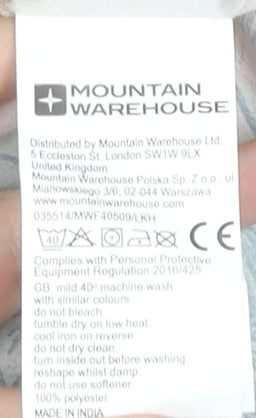 MOUNTAIN
WAREHOUSE
Distributed by Mountain Warehouse Ltd.
5 Eccleston St. London SW1W 9LX
United Kingdom
Mountain Warehouse Polska Sp. Z o.o., ul.
Mianowskiego 3/6, 02-044 Warszawa
www.mountainwarehouse.com
035514/MWF40509/LKH
40 CE
Complies with Personal Protective
Equipment Regulation 2016/425
GB. mild 40º machine wash
with similar colours.
do not bleach.
tumble dry on low heat.
cool iron on reverse.
do not dry clean.
turn inside out before washing.
reshape whilst damp.
do not use softener.
100% polyester
MADE IN INDIA